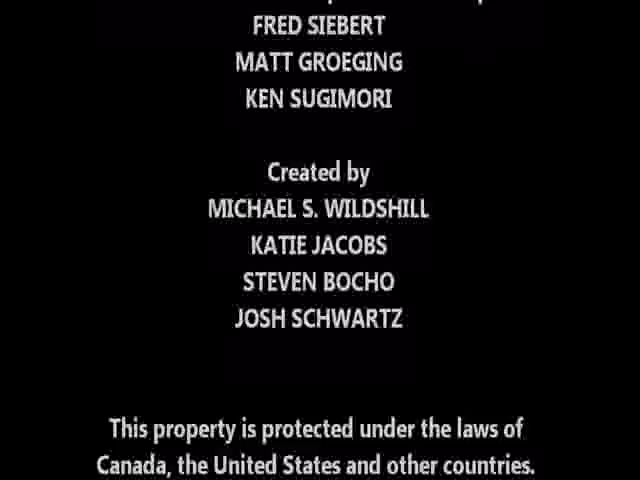 FRED SIEBERT
MATT GROEGING
KEN SUGIMORI
Created by
MICHAEL S. WILDSHILL
KATIE JACOBS
STEVEN BOCHO
JOSH SCHWARTZ
This property is protected under the laws of
Canada, the United States and other countries.